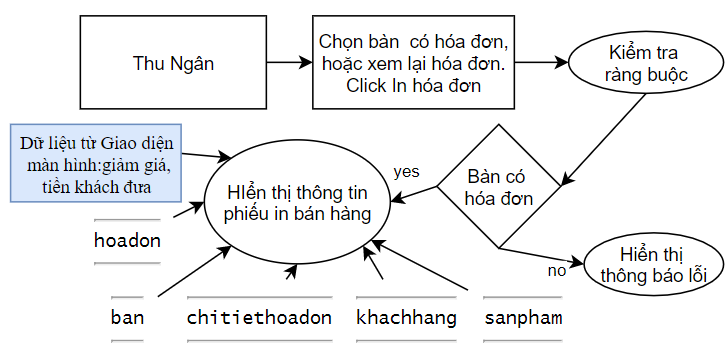 Thu Ngân
Chọn bàn có hóa đơn,
hoặc xem lại hóa đơn.
Click In hóa đơn
Kiểm tra
ràng buộc
Dữ liệu từ Giao diện
màn hình:giảm giá,
tiền khách đưa
HIển thị thông tin
phiếu in bán hàng
yes
Bàn có
hóa đơn
hoadon
no
Hiển thị
thông báo lỗi
ban
chitiethoadon
khachhang
sanpham